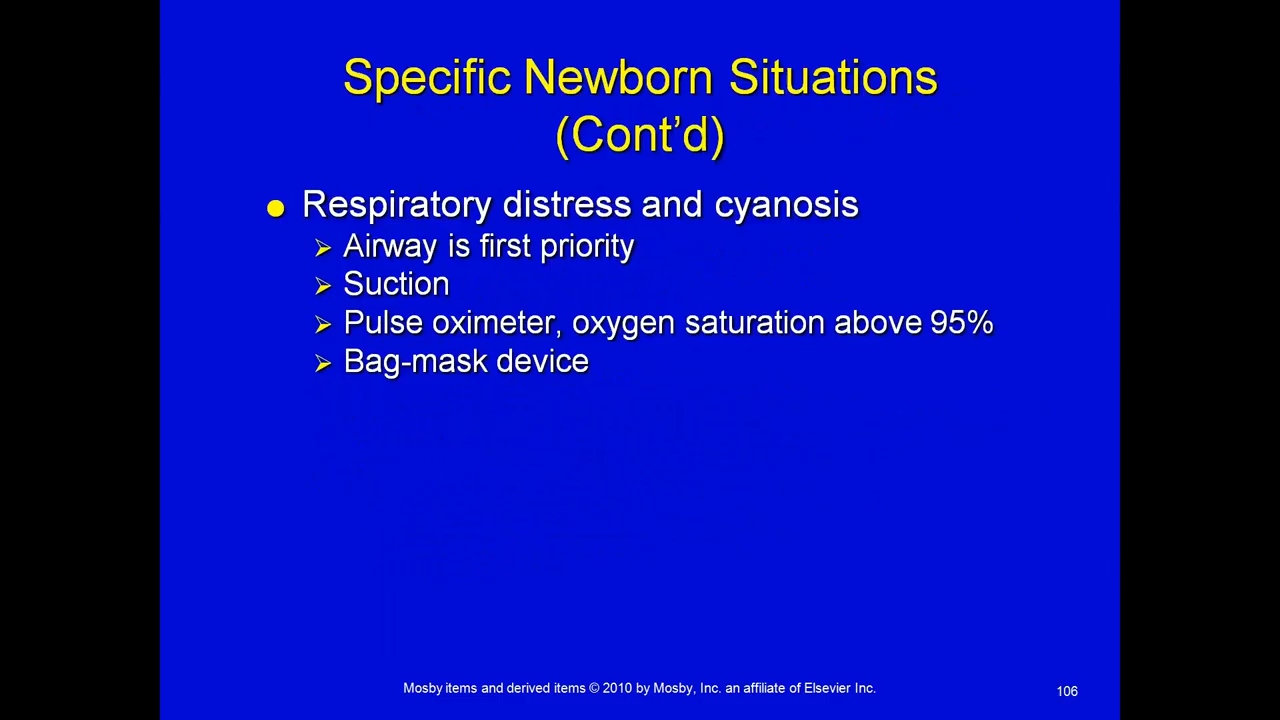 Specific Newborn Situations
(Cont’d)
Respiratory distress and cyanosis
Airway is first priority
Suction
Pulse oximeter, oxygen saturation above 95%
Bag-mask device
Mosby items and derived items © 2010 by Mosby, Inc. an affiliate of Elsevier Inc.
106